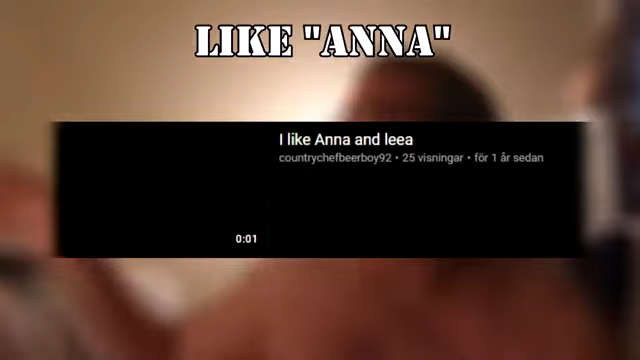 LIKE "ANNA"
I like Anna and leea
countrychefbeerboy92 • 25 visningar • för 1 år sedan
0:01